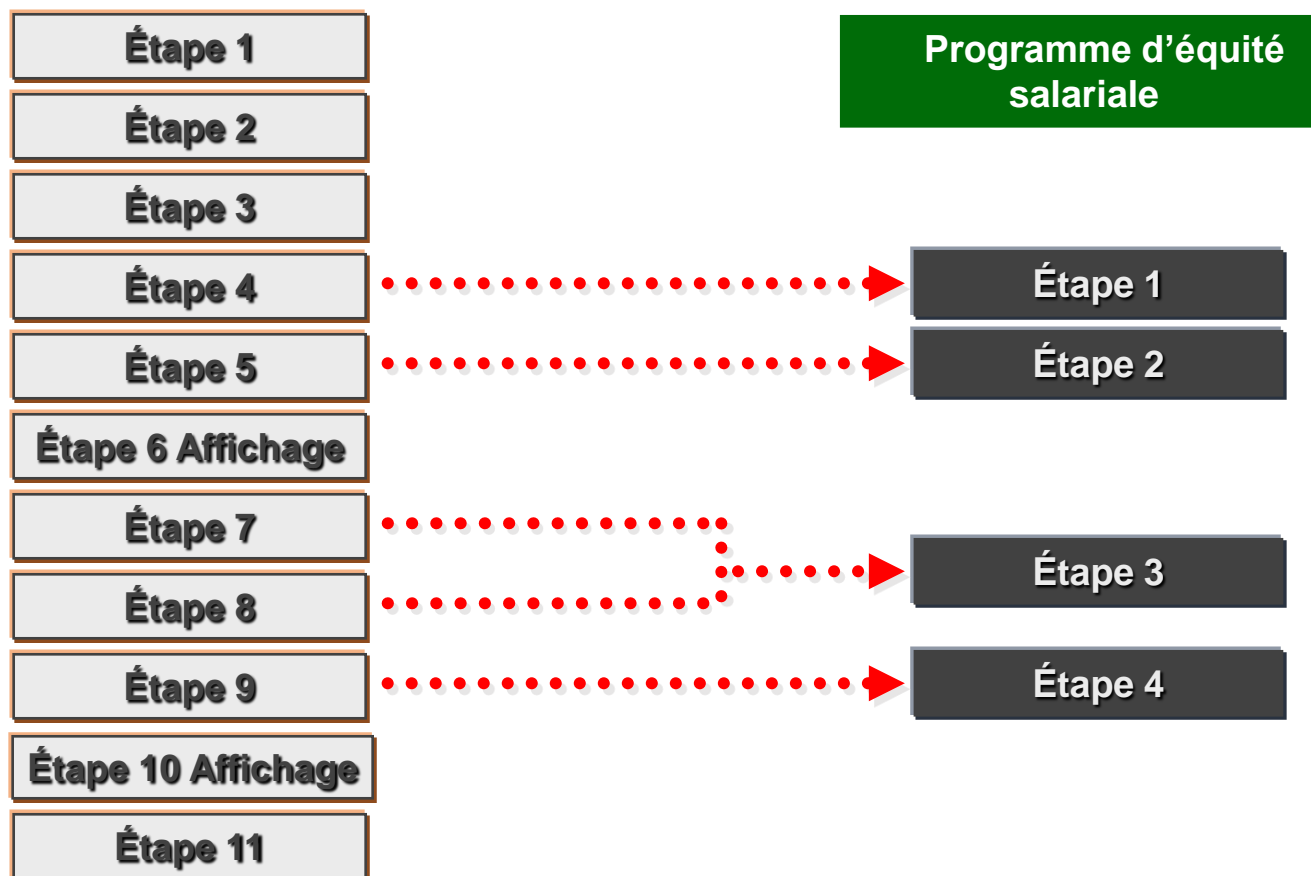 Étape 1
Étape 2
Étape 3
Étape 4
Étape 5
Étape 6 Affichage
Étape 7
Étape 8
Étape 9
Étape 10 Affichage
Étape 11
Programme d’équité
salariale
Étape 1
Étape 2
Étape 3
Étape 4